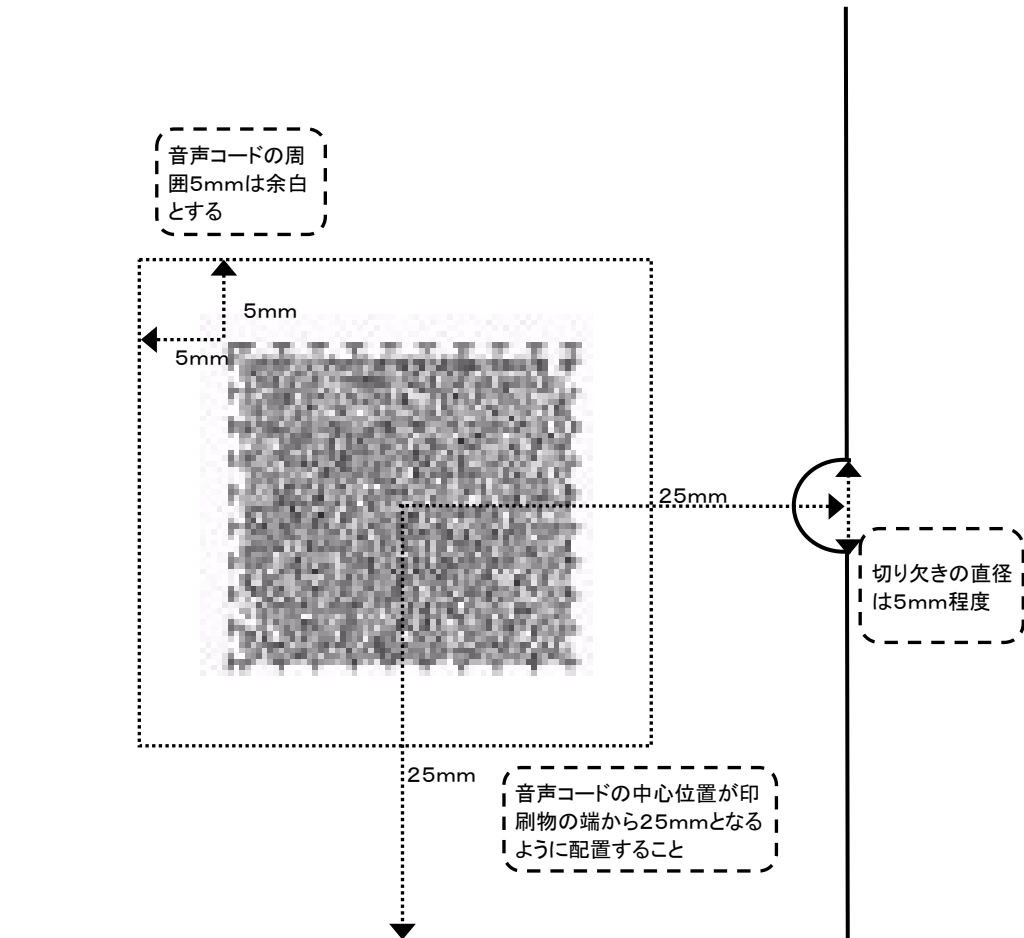 音声コードの周
囲5mmは余白
とする
5mm
5mm
25mm
切り欠きの直径
は5mm程度
25mm
音声コードの中心位置が印
刷物の端から25mmとなる
ように配置すること